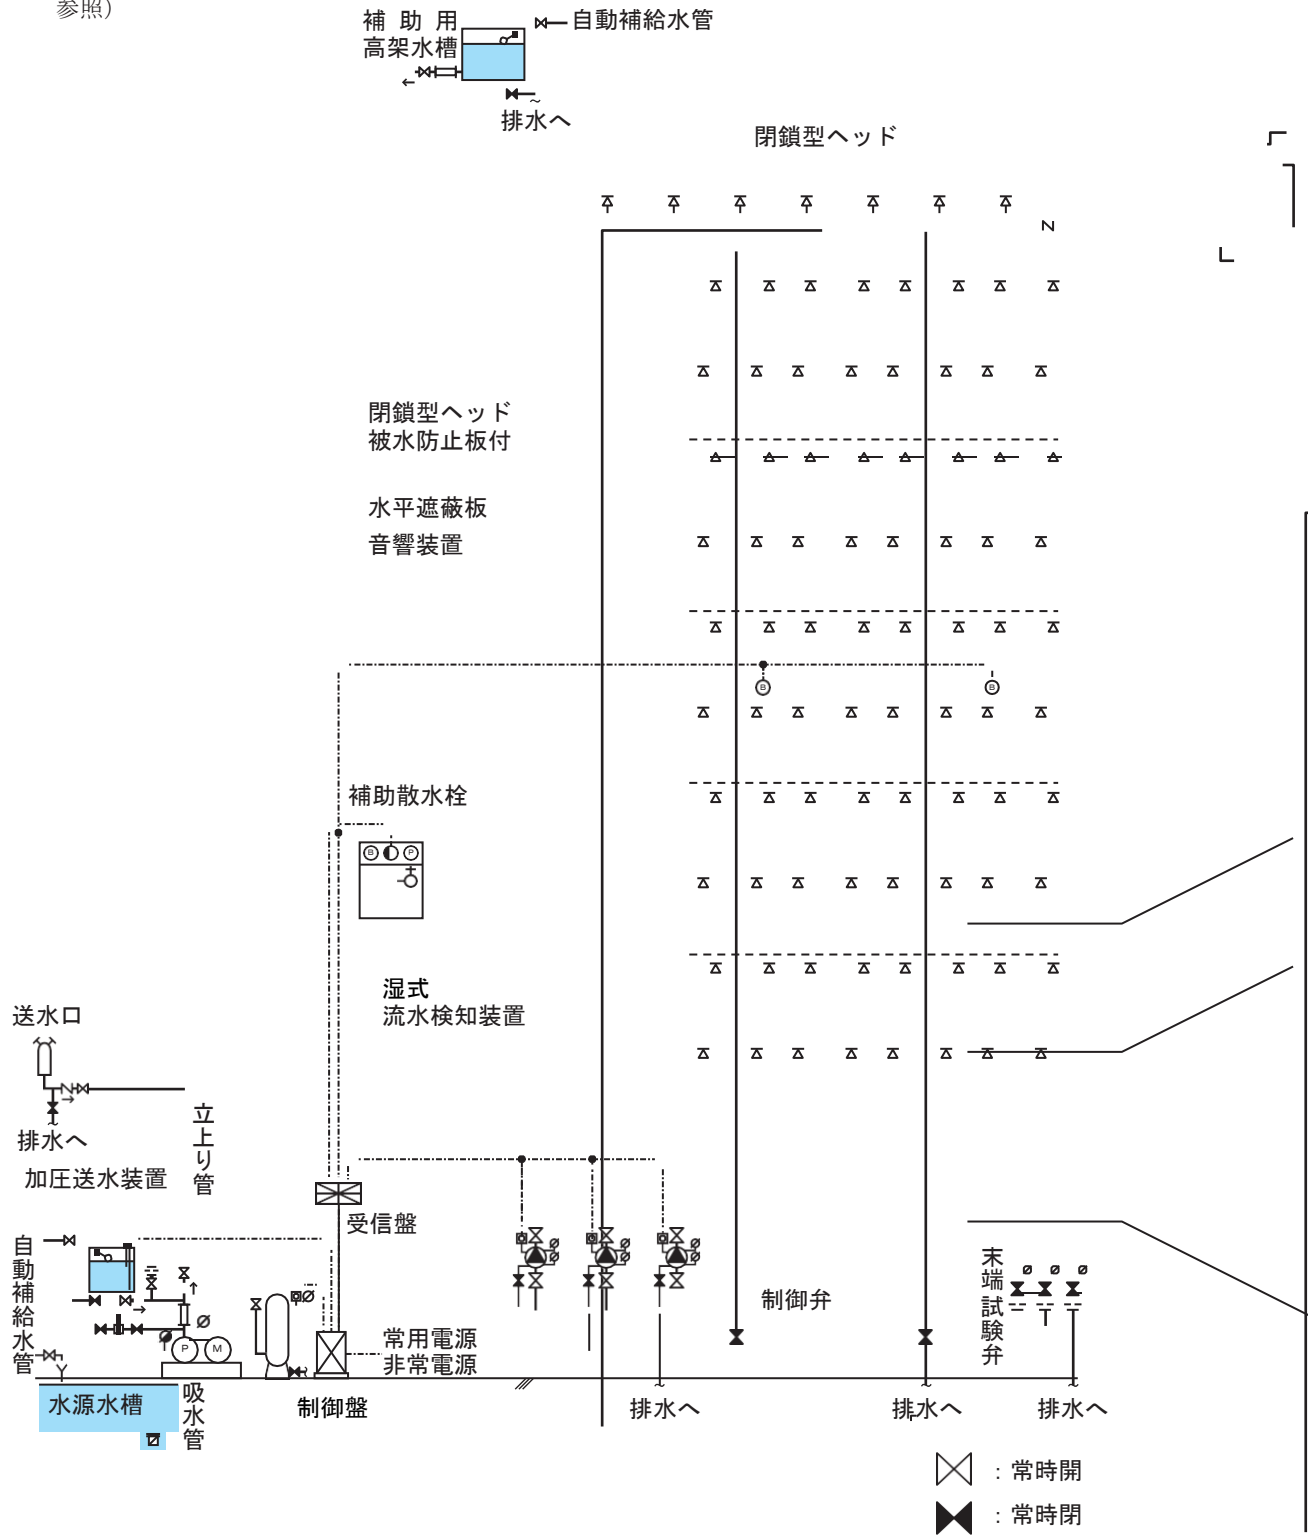 参照）
補助用
高架水槽
自動補給水管
排水へ
閉鎖型ヘッド
閉鎖型ヘッド
被水防止板付
水平遮蔽板
音響装置
B
B
補助散水栓
B
P
湿式
流水検知装置
送水口
排水へ
立上り管
加圧送水装置
受信盤
自動補給水管
P
M
末端試験弁
制御弁
常用電源
非常電源
水源水槽
吸水管
制御盤
排水へ
排水へ
排水へ
：常時開
：常時閉